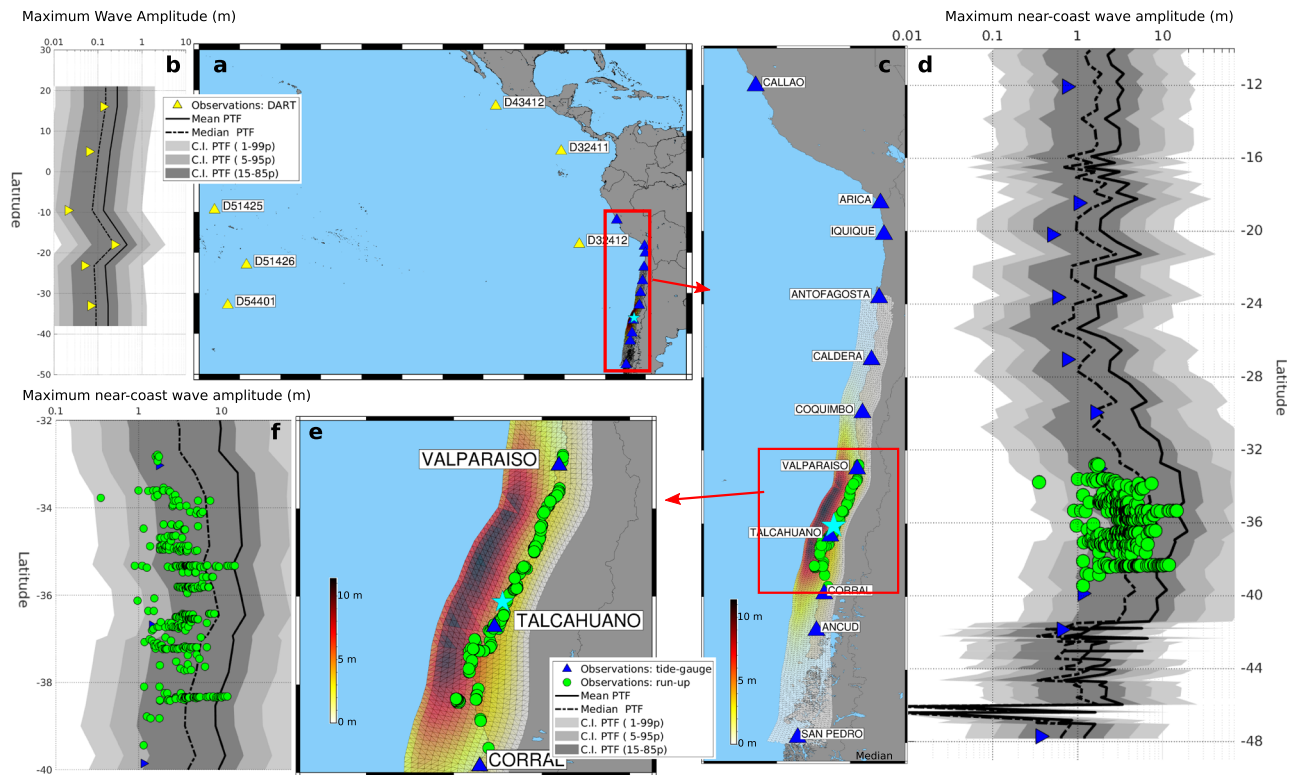 Maximum Wave Amplitude (m)
Maximum near-coast wave amplitude (m)
0.01
0.1
1
10
b
a
c
0.01
d
0.1
1
10
30
20
10
0
-10
-20
-30
-40
-50
Latitude
Observations: DART
Mean PTF
Median PTF
C.I. PTF ( 1-99p)
C.I. PTF ( 5-95p)
C.I. PTF (15-85p)
D43412
D32411
D51425
D32412
D51426
D54401
CALLAO
ARICA
IQUIQUE
ANTOFAGOSTA
CALDERA
COQUIMBO
VALPARAISO
TALCAHUANO
CORRAL
ANCUD
SAN PEDRO
10 m
5 m
0 m
Median
-12
-16
-20
-24
-28
-32
-36
-40
-44
-48
Latitude
Maximum near-coast wave amplitude (m)
0.1
1
10
f
e
-32
-34
-36
-38
-40
Latitude
VALPARAISO
TALCAHUANO
CORRAL
10 m
5 m
0 m
Observations: tide-gauge
Observations: run-up
Mean PTF
Median PTF
C.I. PTF ( 1-99p)
C.I. PTF ( 5-95p)
C.I. PTF (15-85p)